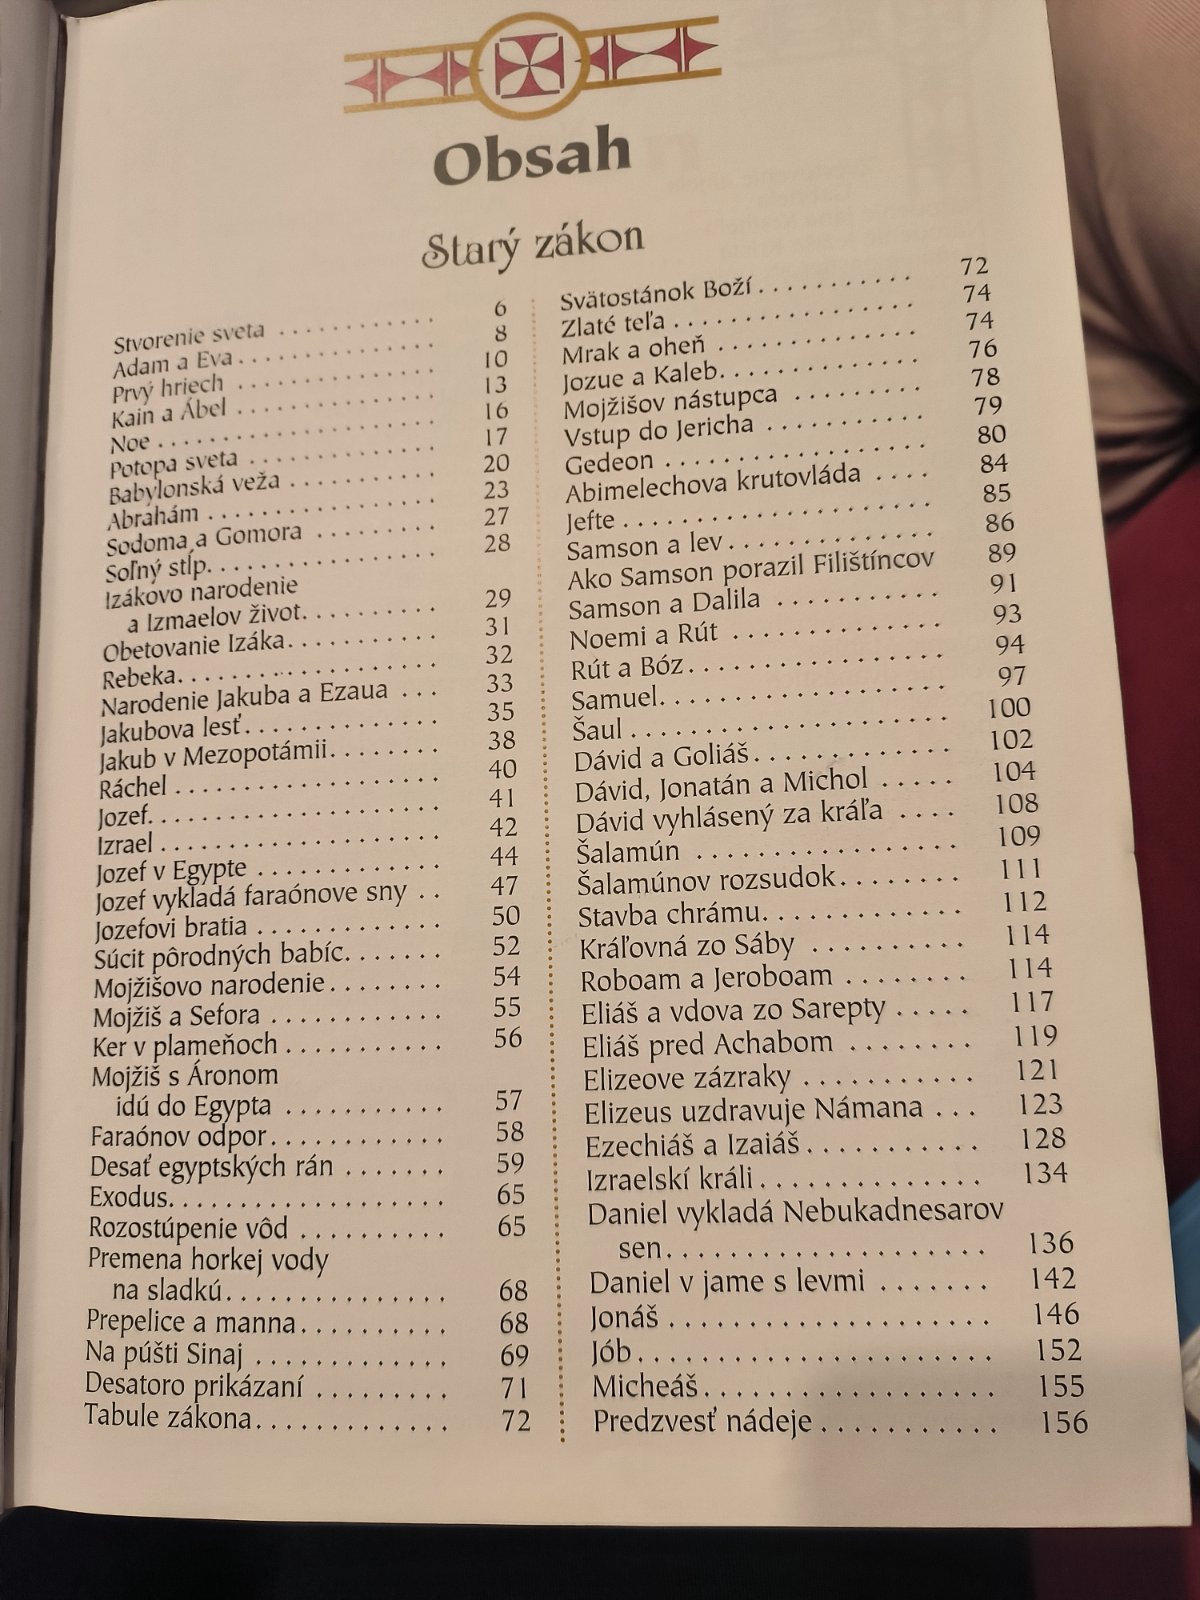 Obsah
Starý zákon
Stvorenie sveta . . . . . . . . . . . 6
Adam a Eva . . . . . . . . . . . . . . 8
Prvý hriech . . . . . . . . . . . . . . 10
Kain a Ábel . . . . . . . . . . . . . . 13
Noe . . . . . . . . . . . . . . . . . . . 16
Potopa sveta . . . . . . . . . . . . . 17
Babylonská veža . . . . . . . . . . . 20
Abrahám . . . . . . . . . . . . . . . . 23
Sodoma a Gomora . . . . . . . . . 27
Soľný stĺp. . . . . . . . . . . . . . . . 28
Izákovo narodenie
a Izmaelov život. . . . . . . . . . 29
Obetovanie Izáka. . . . . . . . . . . 31
Rebeka. . . . . . . . . . . . . . . . . . 32
Narodenie Jakuba a Ezaua . . . 33
Jakubova lesť . . . . . . . . . . . . . . 35
Jakub v Mezopotámii. . . . . . . . 38
Ráchel . . . . . . . . . . . . . . . . . . . 40
Jozef. . . . . . . . . . . . . . . . . . . . 41
Izrael . . . . . . . . . . . . . . . . . . . . 42
Jozef v Egypte . . . . . . . . . . . . . 44
Jozef vykladá faraónove sny . . 47
Jozefovi bratia . . . . . . . . . . . . . 50
Súcit pôrodných babíc. . . . . . . 52
Mojžišovo narodenie . . . . . . . . 54
Mojžiš a Sefora . . . . . . . . . . . . 55
Ker v plameňoch . . . . . . . . . . . 56
Mojžiš s Áronom
idú do Egypta . . . . . . . . . . . 57
Faraónov odpor . . . . . . . . . . . . 58
Desať egyptských rán . . . . . . . 59
Exodus. . . . . . . . . . . . . . . . . . . 65
Rozostúpenie vôd . . . . . . . . . . 65
Premena horkej vody
na sladkú. . . . . . . . . . . . . . . . 68
Prepelice a manna . . . . . . . . . . 68
Na púšti Sinaj . . . . . . . . . . . . . 69
Desatoro prikázaní . . . . . . . . . 71
Tabule zákona. . . . . . . . . . . . . 72
Svätostánok Boží . . . . . . . . . . . 72
Zlaté teľa . . . . . . . . . . . . . . . . . 74
Mrak a oheň . . . . . . . . . . . . . . 74
Jozue a Kaleb. . . . . . . . . . . . . . 76
Mojžišov nástupca . . . . . . . . . 78
Vstup do Jericha . . . . . . . . . . . 79
Gedeon . . . . . . . . . . . . . . . . . . 80
Abimelechova krutovláda . . . . 84
Jefte . . . . . . . . . . . . . . . . . . . . . 85
Samson a lev . . . . . . . . . . . . . . 86
Ako Samson porazil Filištíncov 89
Samson a Dalila . . . . . . . . . . . 91
Noemi a Rút . . . . . . . . . . . . . . 93
Rút a Bóz. . . . . . . . . . . . . . . . . 94
Samuel. . . . . . . . . . . . . . . . . . . 97
Šaul . . . . . . . . . . . . . . . . . . . . . 100
Dávid a Goliáš . . . . . . . . . . . . . 102
Dávid, Jonatán a Michol . . . . . 104
Dávid vyhlásený za kráľa . . . . 108
Šalamún . . . . . . . . . . . . . . . . . 109
Šalamúnov rozsudok. . . . . . . . 111
Stavba chrámu. . . . . . . . . . . . . 112
Kráľovná zo Sáby . . . . . . . . . . 114
Roboam a Jeroboam . . . . . . . . 114
Eliáš a vdova zo Sarepty . . . . . 117
Eliáš pred Achabom . . . . . . . . 119
Elizeove zázraky . . . . . . . . . . . 121
Elizeus uzdravuje Námana . . . 123
Ezechiáš a Izaiáš . . . . . . . . . . . 128
Izraelskí králi . . . . . . . . . . . . . . 134
Daniel vykladá Nebukadnesarov
sen. . . . . . . . . . . . . . . . . . . . 136
Daniel v jame s levmi . . . . . . . 142
Jonáš . . . . . . . . . . . . . . . . . . . . 146
Jób . . . . . . . . . . . . . . . . . . . . . . 152
Micheáš . . . . . . . . . . . . . . . . . . 155
Predzvesť nádeje . . . . . . . . . . . 156